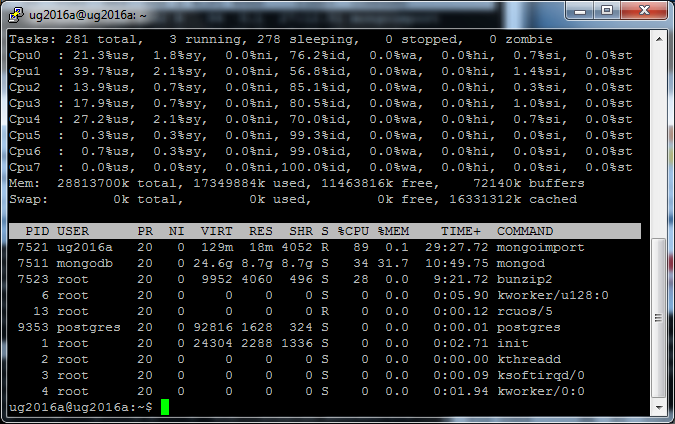 ug2016a@ug2016a: ~
Tasks: 281 total,   3 running, 278 sleeping,   0 stopped,   0 zombie
Cpu0  : 21.3%us,  1.8%sy,  0.0%ni, 76.2%id,  0.0%wa,  0.0%hi,  0.7%si,  0.0%st
Cpu1  : 39.7%us,  2.1%sy,  0.0%ni, 56.8%id,  0.0%wa,  0.0%hi,  1.4%si,  0.0%st
Cpu2  : 13.9%us,  0.7%sy,  0.0%ni, 85.1%id,  0.0%wa,  0.0%hi,  0.3%si,  0.0%st
Cpu3  : 17.9%us,  0.7%sy,  0.0%ni, 80.5%id,  0.0%wa,  0.0%hi,  1.0%si,  0.0%st
Cpu4  : 27.2%us,  2.1%sy,  0.0%ni, 70.0%id,  0.0%wa,  0.0%hi,  0.7%si,  0.0%st
Cpu5  :  0.3%us,  0.3%sy,  0.0%ni, 99.3%id,  0.0%wa,  0.0%hi,  0.0%si,  0.0%st
Cpu6  :  0.7%us,  0.3%sy,  0.0%ni, 99.0%id,  0.0%wa,  0.0%hi,  0.0%si,  0.0%st
Cpu7  :  0.0%us,  0.0%sy,  0.0%ni,100.0%id,  0.0%wa,  0.0%hi,  0.0%si,  0.0%st
Mem:  28813700k total, 17349884k used, 11463816k free,    72140k buffers
Swap:        0k total,        0k used,        0k free, 16331312k cached
PID USER      PR  NI  VIRT  RES  SHR S %CPU %MEM    TIME+  COMMAND
7521 ug2016a   20   0  129m  18m 4052 R   89  0.1  29:27.72 mongoimport
7511 mongodb   20   0 24.6g 8.7g 8.7g S   34 31.7  10:49.75 mongod
7523 root      20   0  9952 4060  496 S   28  0.0   9:21.72 bunzip2
6 root      20   0     0    0    0 S    0  0.0   0:05.90 kworker/u128:0
13 root      20   0     0    0    0 R    0  0.0   0:00.12 rcuos/5
9353 postgres  20   0 92816 1628  324 S    0  0.0   0:00.01 postgres
1 root      20   0 24304 2288 1336 S    0  0.0   0:02.71 init
2 root      20   0     0    0    0 S    0  0.0   0:00.00 kthreadd
3 root      20   0     0    0    0 S    0  0.0   0:00.09 ksoftirqd/0
4 root      20   0     0    0    0 S    0  0.0   0:01.94 kworker/0:0
ug2016a@ug2016a:~$